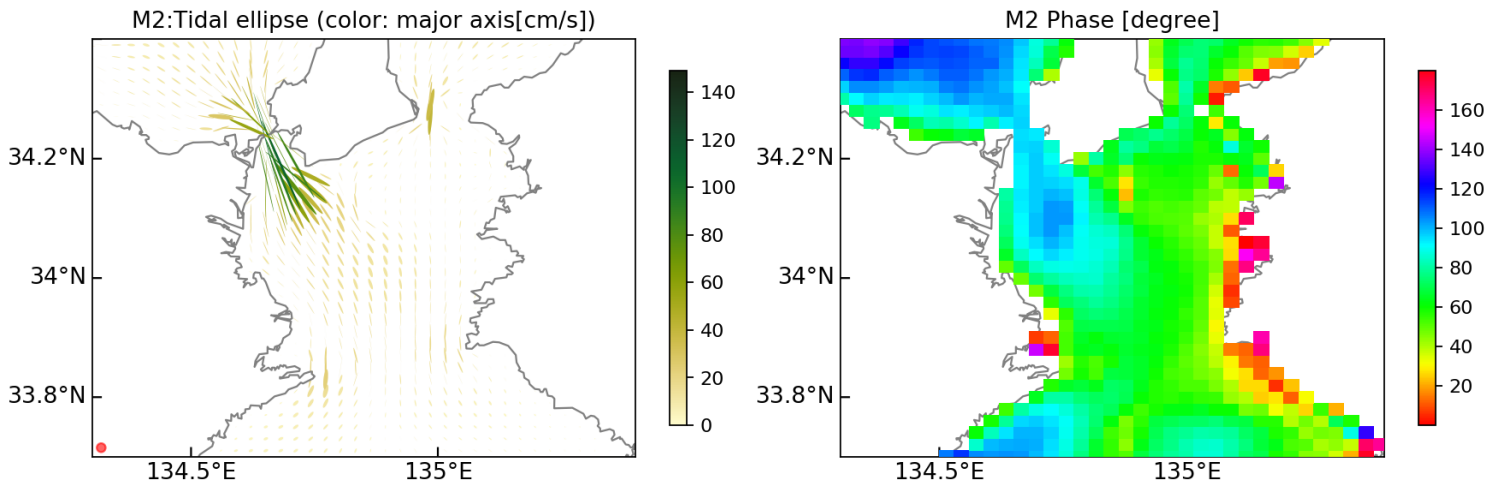 M2:Tidal ellipse (color: major axis[cm/s])
34.2°N
34°N
33.8°N
134.5°E
135°E
140
120
100
80
60
40
20
0
M2 Phase [degree]
34.2°N
34°N
33.8°N
134.5°E
135°E
160
140
120
100
80
60
40
20